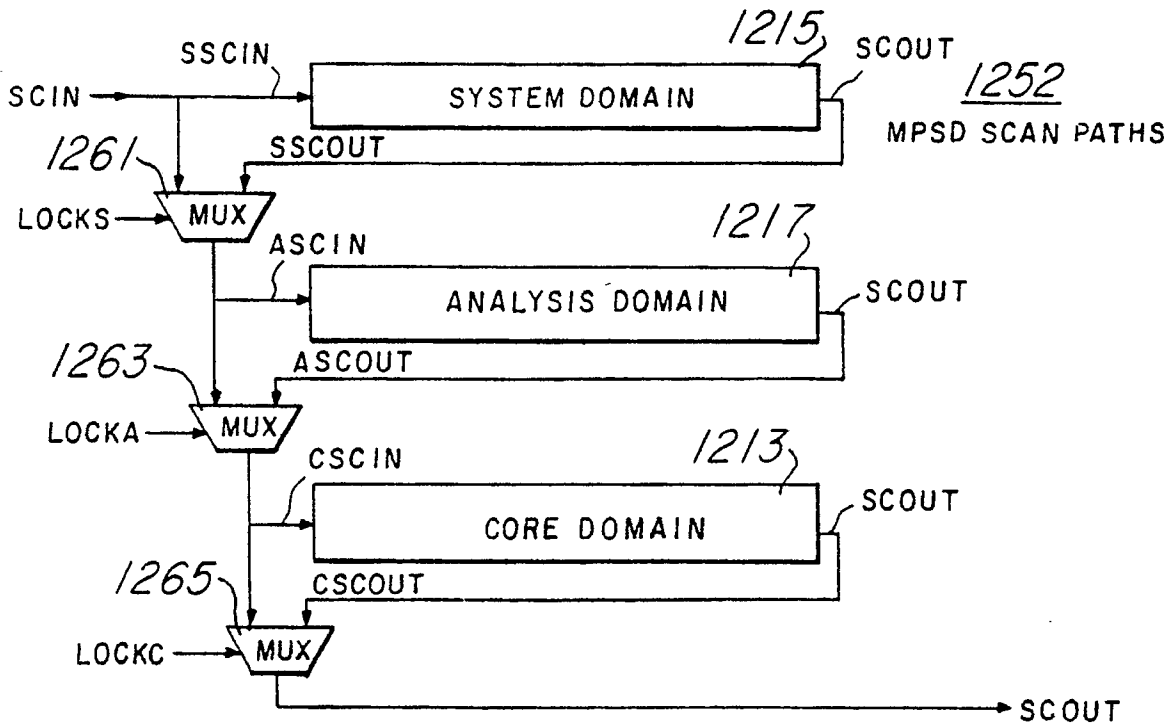 1215
SCOUT
SSCIN
1252
SCIN
SYSTEM DOMAIN
MPSD SCAN PATHS
1261
SSCOUT
LOCKS
MUX
1217
ASCIN
ANALYSIS DOMAIN
SCOUT
1263
ASCOUT
LOCKA
MUX
1213
CSCIN
SCOUT
CORE DOMAIN
1265
CSCOUT
LOCKC
MUX
SCOUT